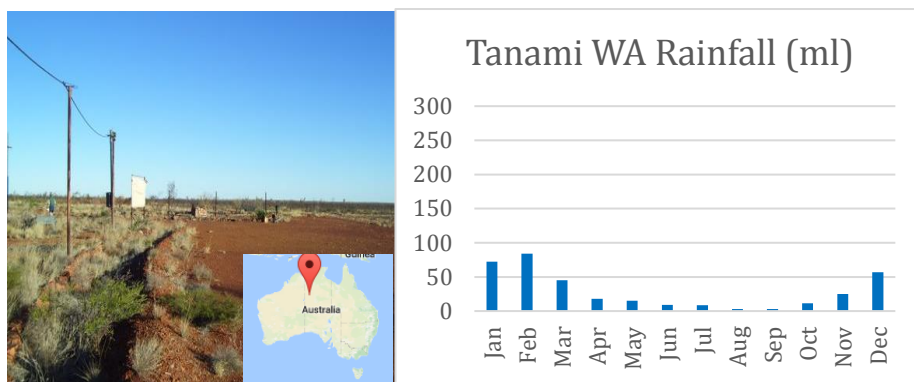 Tanami WA Rainfall (ml)
300
250
200
150
100
50
0
Jan
Feb
Mar
Apr
May
Jun
Jul
Aug
Sep
Oct
Nov
Dec
Guinea
Australia